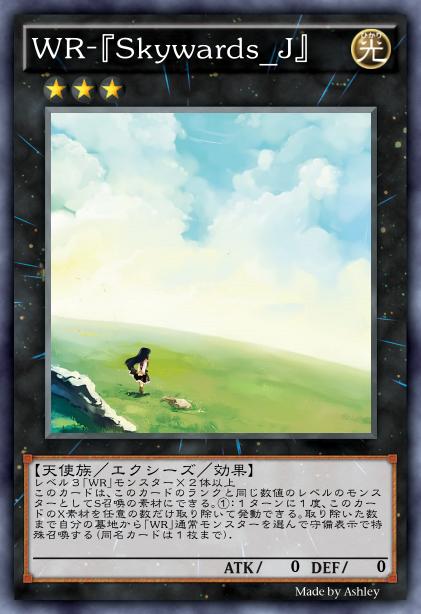 WR-『Skywards_J』
ひかり
光
【天使族／エクシーズ／効果】
レベル３「WR」モンスター×２体以上
このカードは、このカードのランクと同じ数値のレベルのモンス
ターとしてS召喚の素材にできる。①：１ターンに１度、このカー
ドのX素材を任意の数だけ取り除いて発動できる。取り除いた数
まで自分の墓地から「WR」通常モンスターを選んで守備表示で特
殊召喚する（同名カードは１枚まで）．
ATK/ 0 DEF/ 0
Made by Ashley